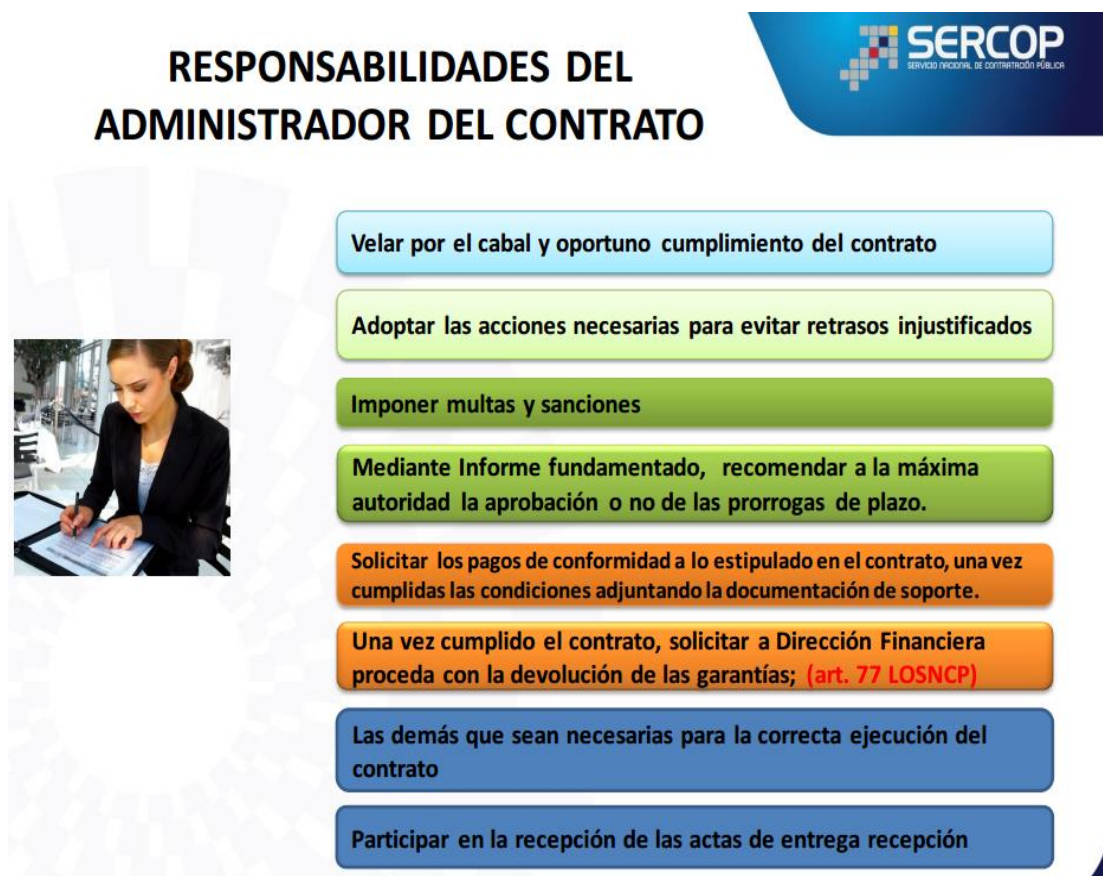 RESPONSABILIDADES DEL
ADMINISTRADOR DEL CONTRATO
SERCOP
SERVICIO NACIONAL DE CONTRATACIÓN PÚBLICA
Velar por el cabal y oportuno cumplimiento del contrato
Adoptar las acciones necesarias para evitar retrasos injustificados
Imponer multas y sanciones
Mediante Informe fundamentado, recomendar a la máxima
autoridad la aprobación o no de las prorrogas de plazo.
Solicitar los pagos de conformidad a lo estipulado en el contrato, una vez
cumplidas las condiciones adjuntando la documentación de soporte.
Una vez cumplido el contrato, solicitar a Dirección Financiera
proceda con la devolución de las garantías; (art. 77 LOSNCP)
Las demás que sean necesarias para la correcta ejecución del
contrato
Participar en la recepción de las actas de entrega recepción